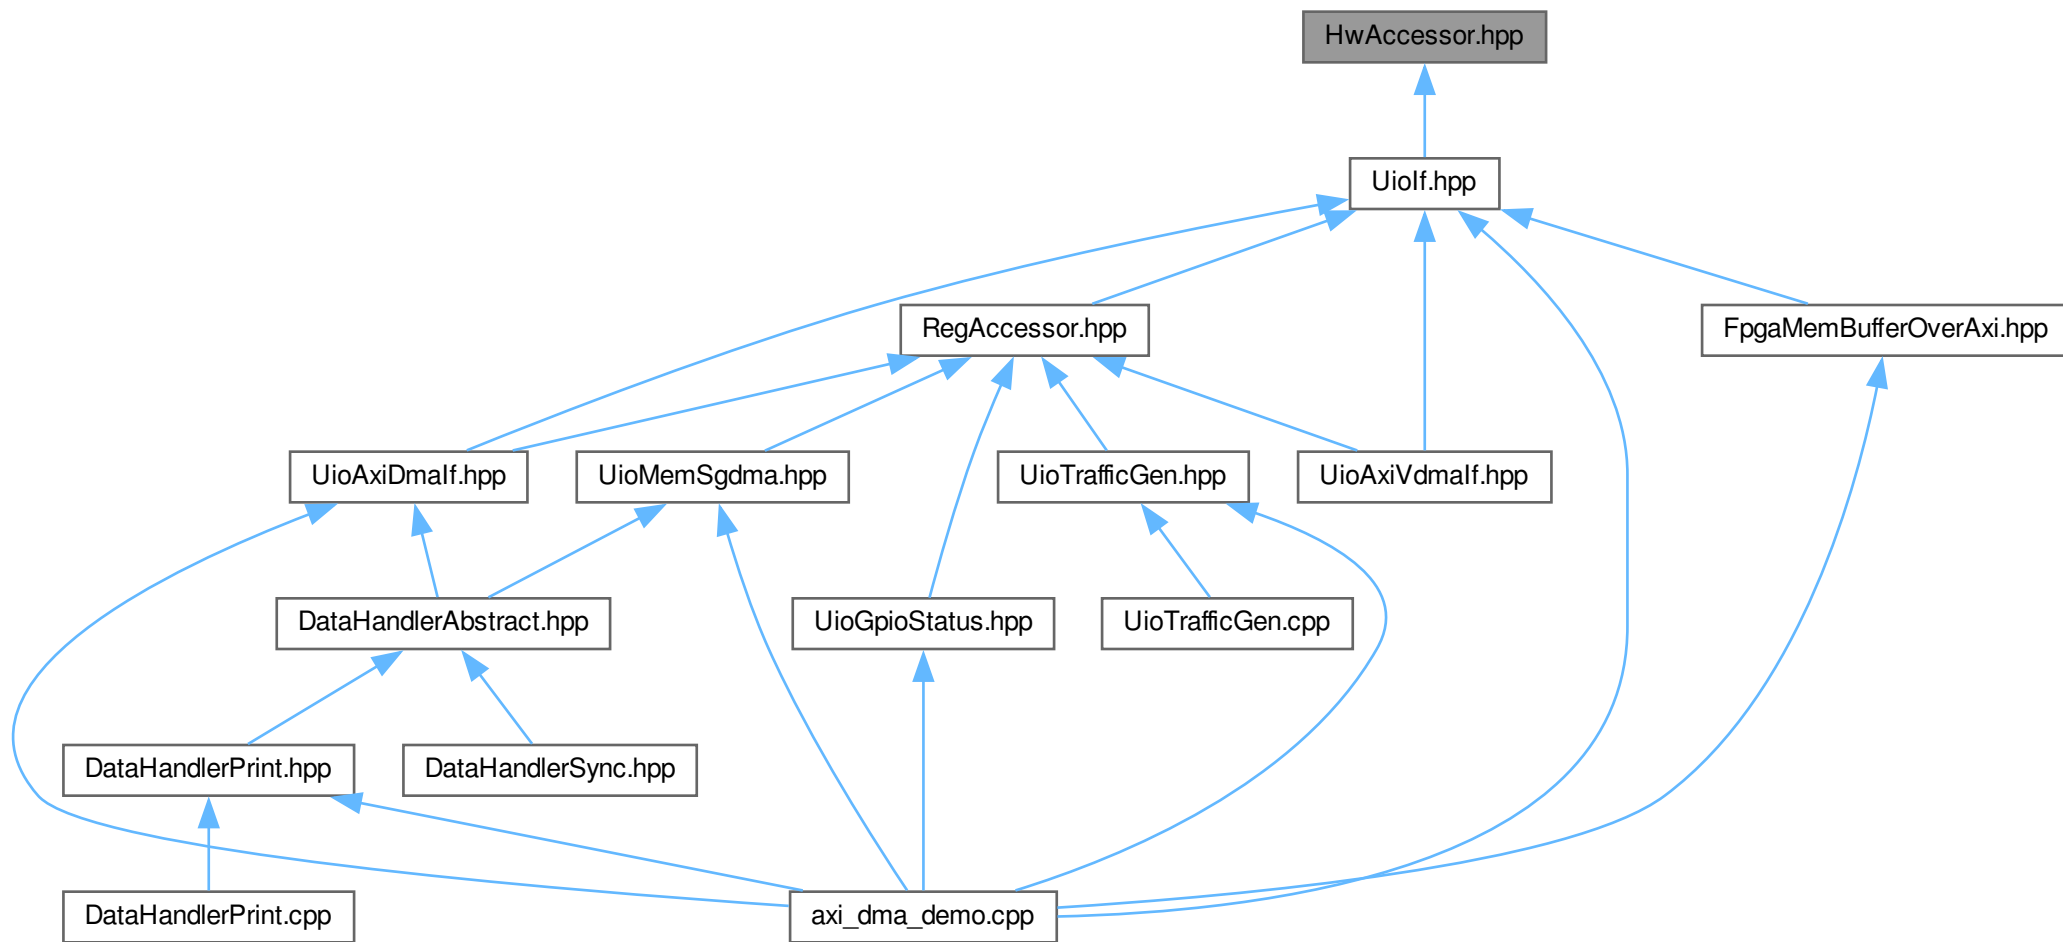 HwAccessor.hpp
UioIf.hpp
RegAccessor.hpp
FpgaMemBufferOverAxi.hpp
UioAxiDmaIf.hpp
UioMemSgdma.hpp
UioTrafficGen.hpp
UioAxiVdmaIf.hpp
DataHandlerAbstract.hpp
UioGpioStatus.hpp
UioTrafficGen.cpp
DataHandlerPrint.hpp
DataHandlerSync.hpp
DataHandlerPrint.cpp
axi_dma_demo.cpp